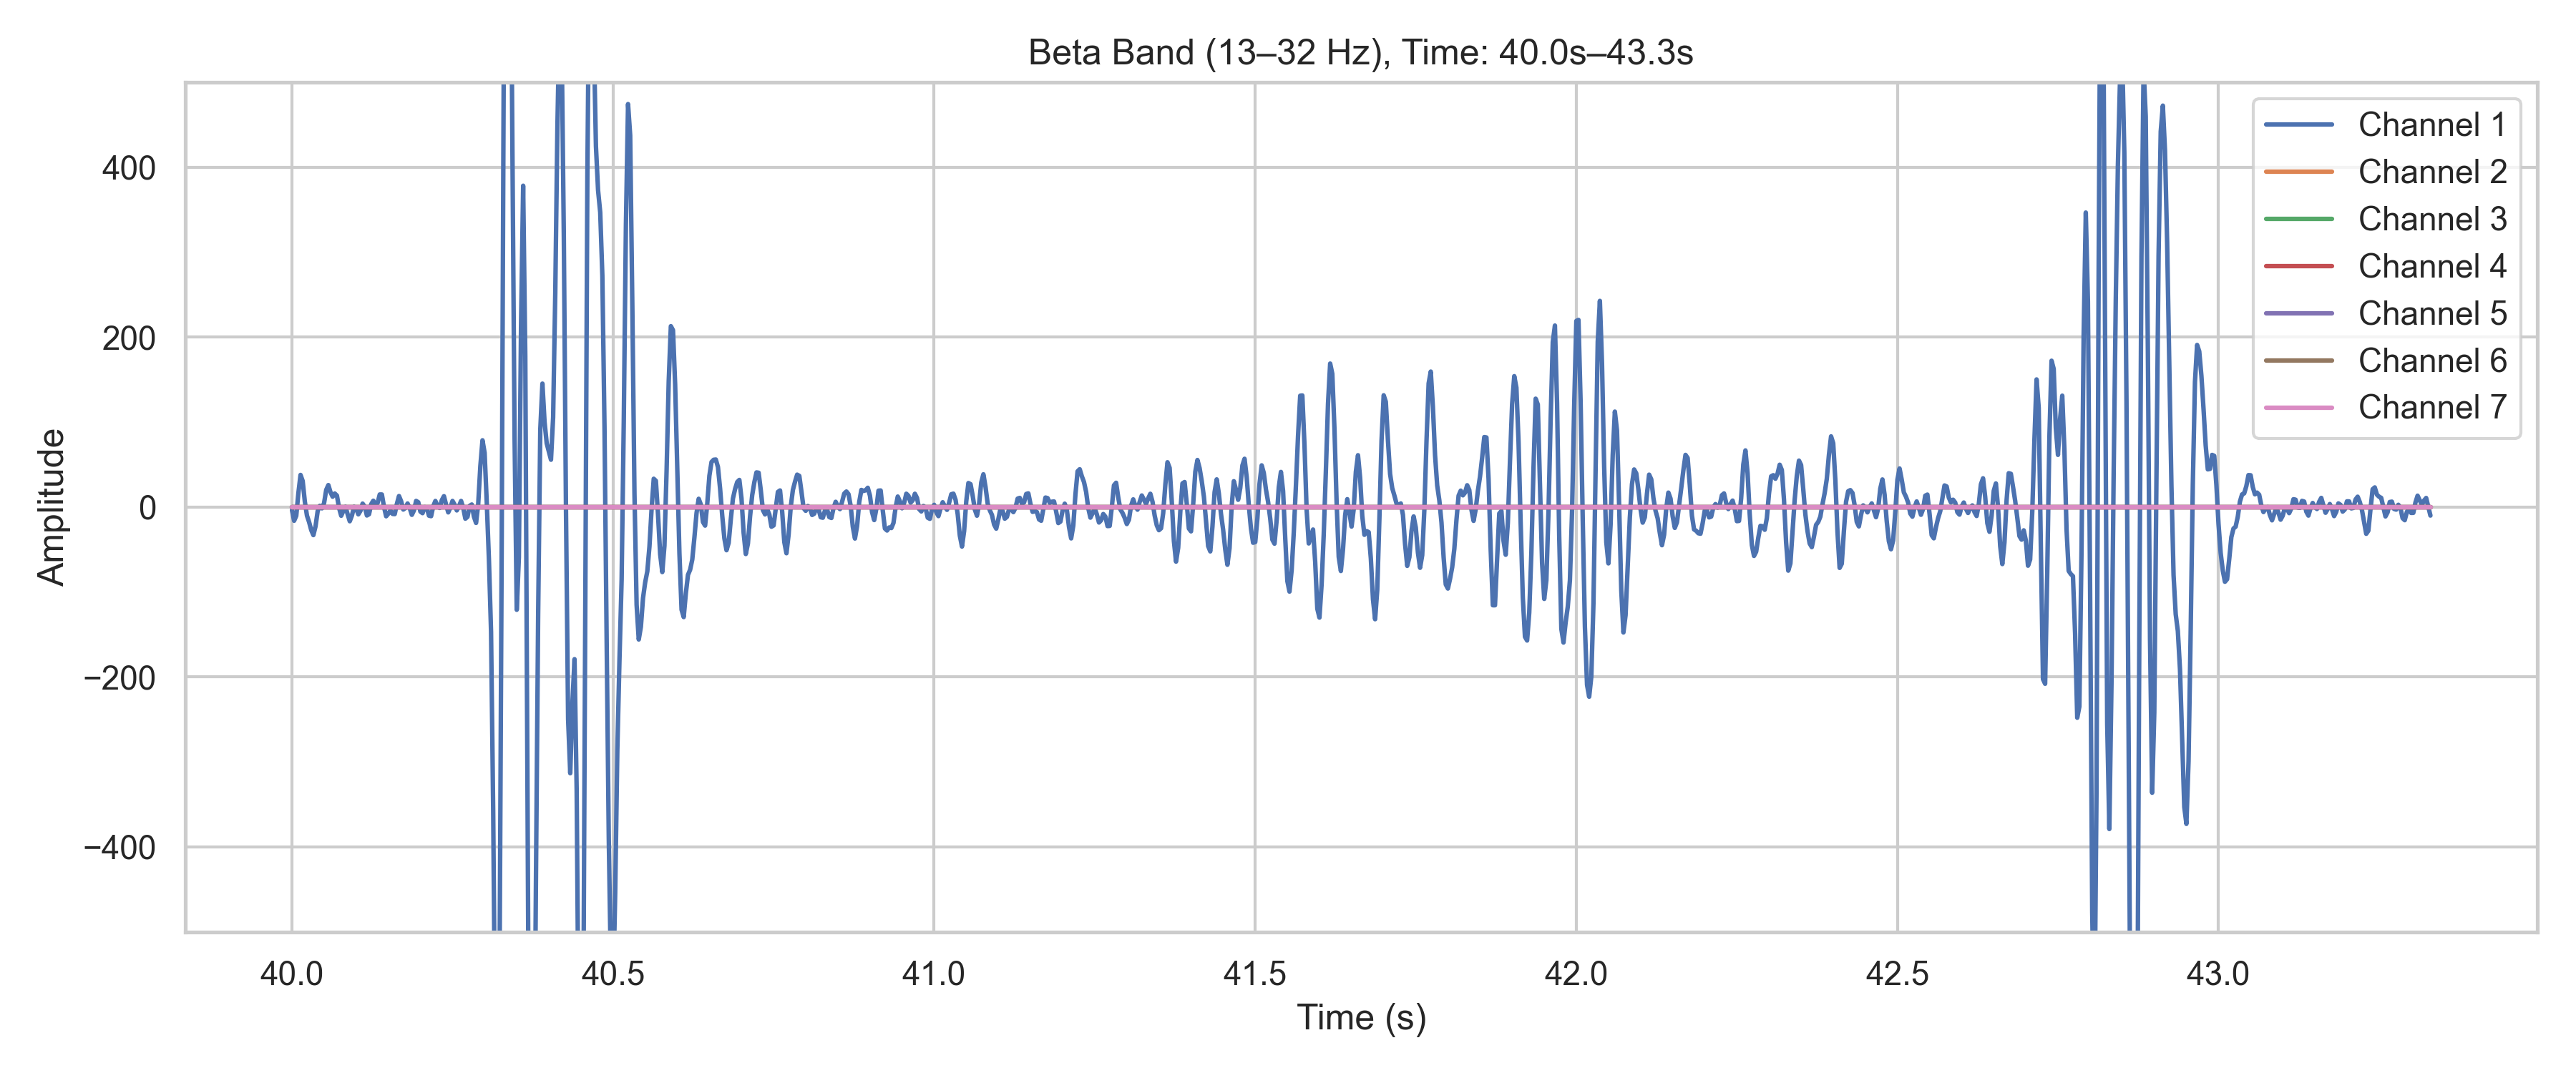 Beta Band (13–32 Hz), Time: 40.0s–43.3s
Channel 1
Channel 2
Channel 3
Channel 4
Channel 5
Channel 6
Channel 7
Amplitude
400
200
0
−200
−400
40.0
40.5
41.0
41.5
42.0
42.5
43.0
Time (s)